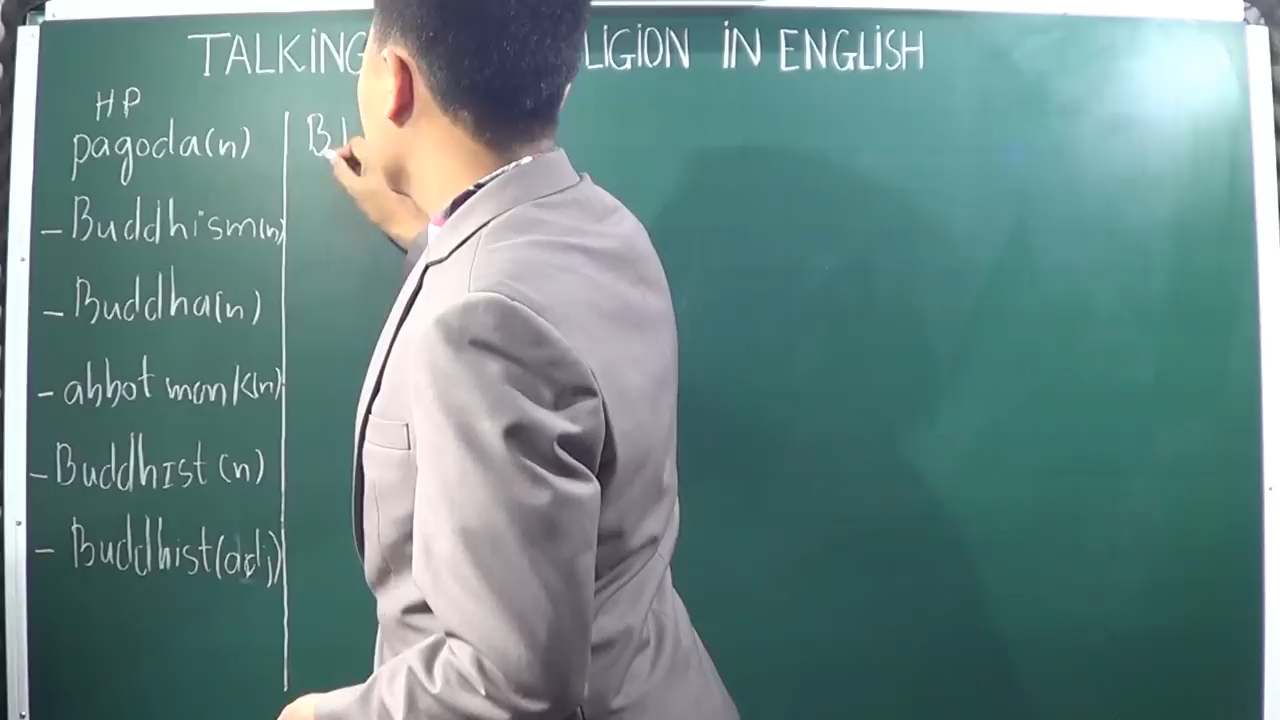 TALKING LIGION IN ENGLISH
HP
pagoda(n)
- Buddhism(n)
- Buddha(n)
- abbot monk(n)
- Buddhist (n)
- Buddhist(adj)
B